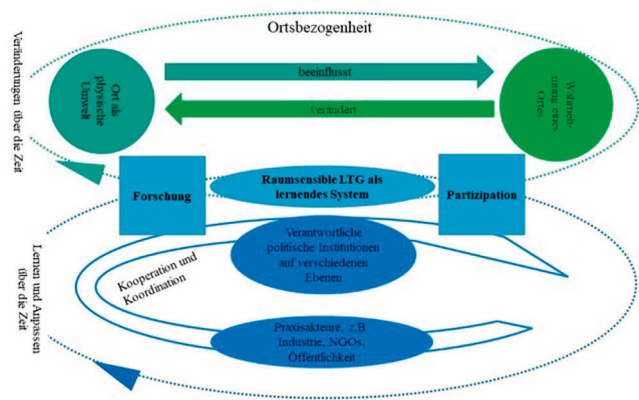 Ortsbezogenheit
Veränderungen über die Zeit
Ort als
physische
Umwelt
beeinflusst
verändert
Wahrneh-
mung eines
Ortes
Forschung
Raumsensible LTG als
lernendes System
Partizipation
Verantwortliche
politische Institutionen
auf verschiedenen
Ebenen
Kooperation und
Koordination
Lernen und Anpassen
über die Zeit
Praxisakteure, z.B.
Industrie, NGOs,
Öffentlichkeit